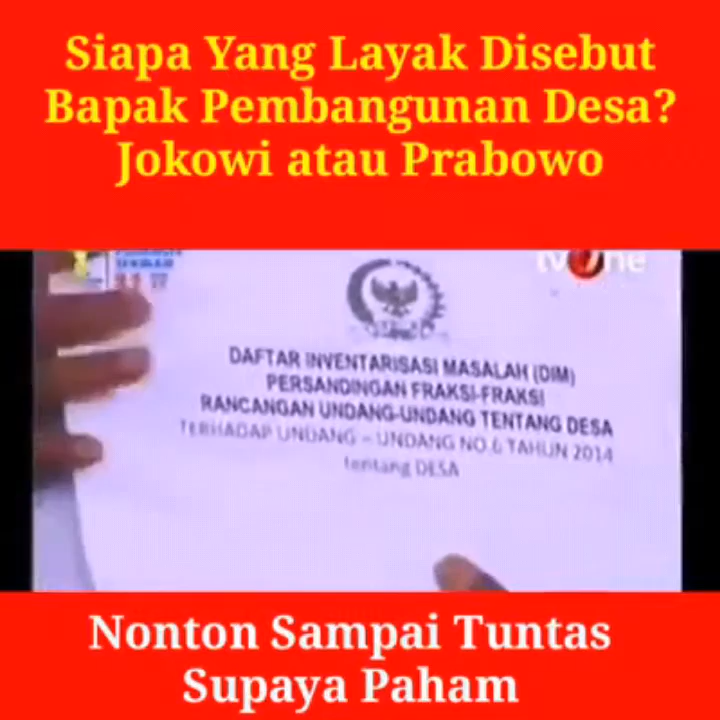 Siapa Yang Layak Disebut
Bapak Pembangunan Desa?
Jokowi atau Prabowo
tvOne
DAFTAR INVENTARISASI MASALAH (DIM)
PERSANDINGAN FRAKSI-FRAKSI
RANCANGAN UNDANG-UNDANG TENTANG DESA
TERHADAP UNDANG - UNDANG NO.6 TAHUN 2014
tentang DESA
Nonton Sampai Tuntas
Supaya Paham